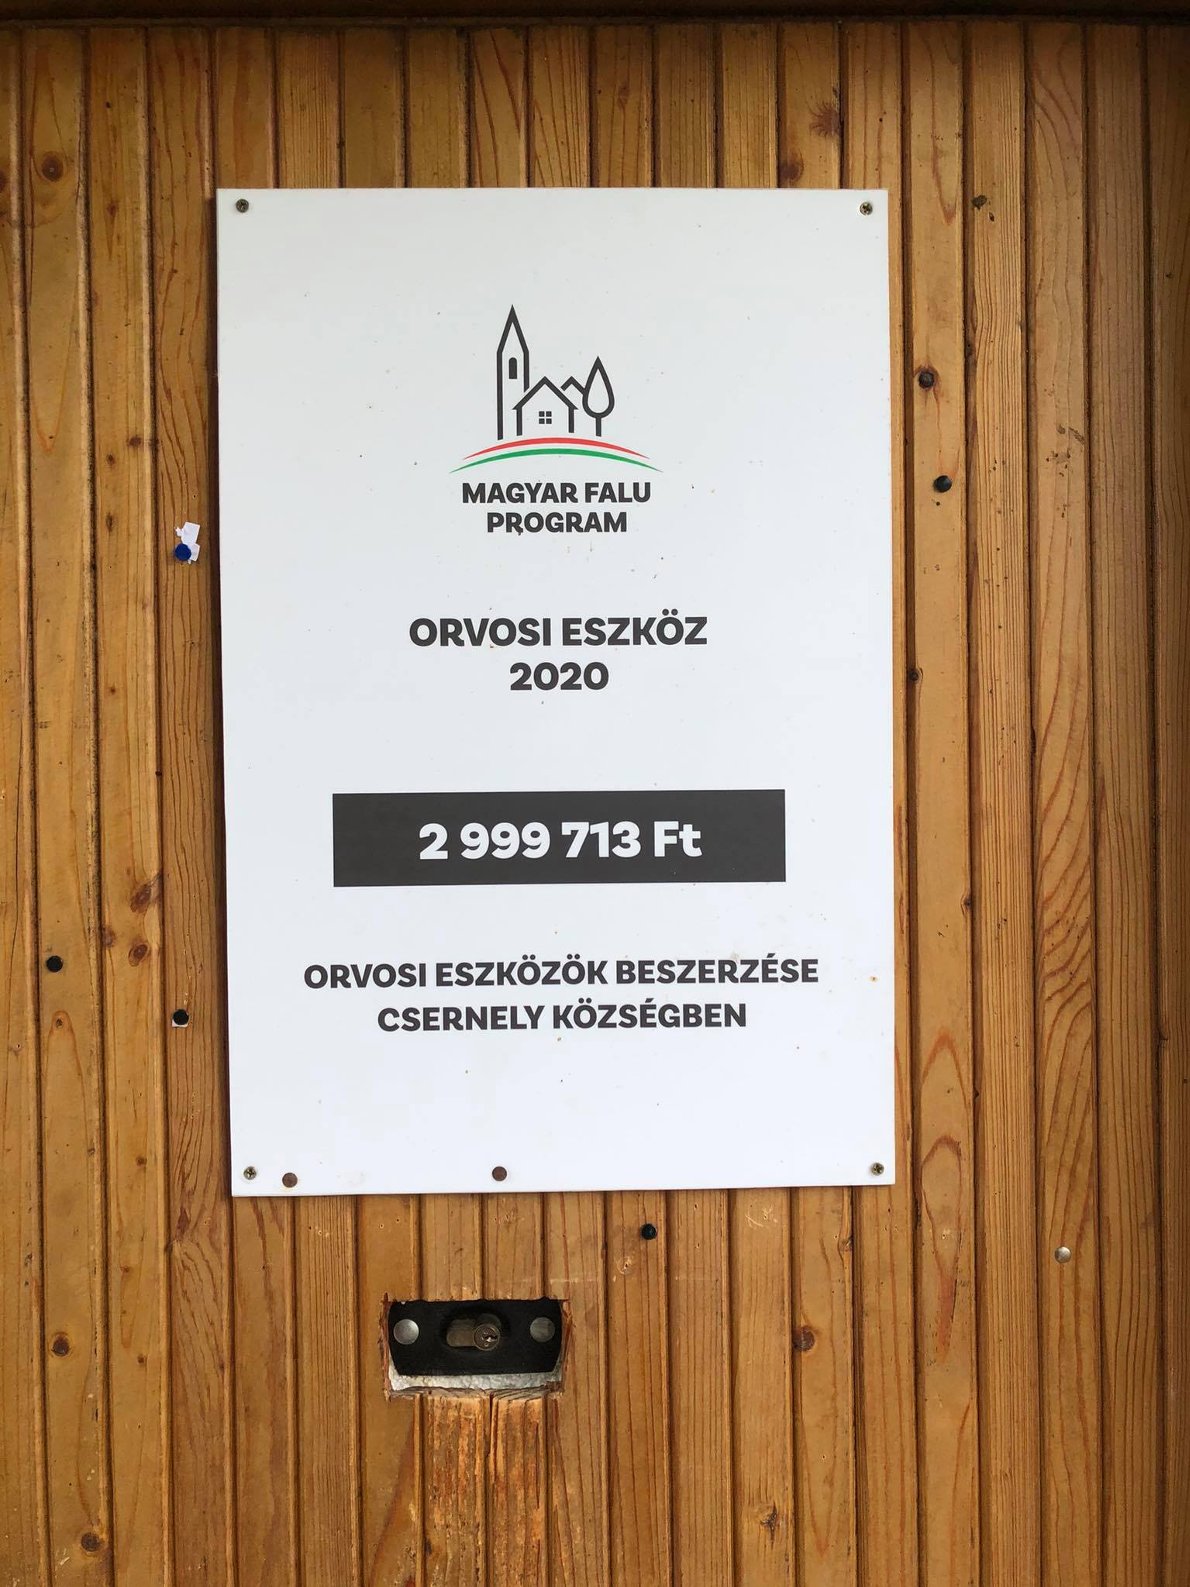 MAGYAR FALU
PROGRAM
ORVOSI ESZKÖZ
2020
2 999 713 Ft
ORVOSI ESZKÖZÖK BESZERZÉSE
CSERNELY KÖZSÉGBEN